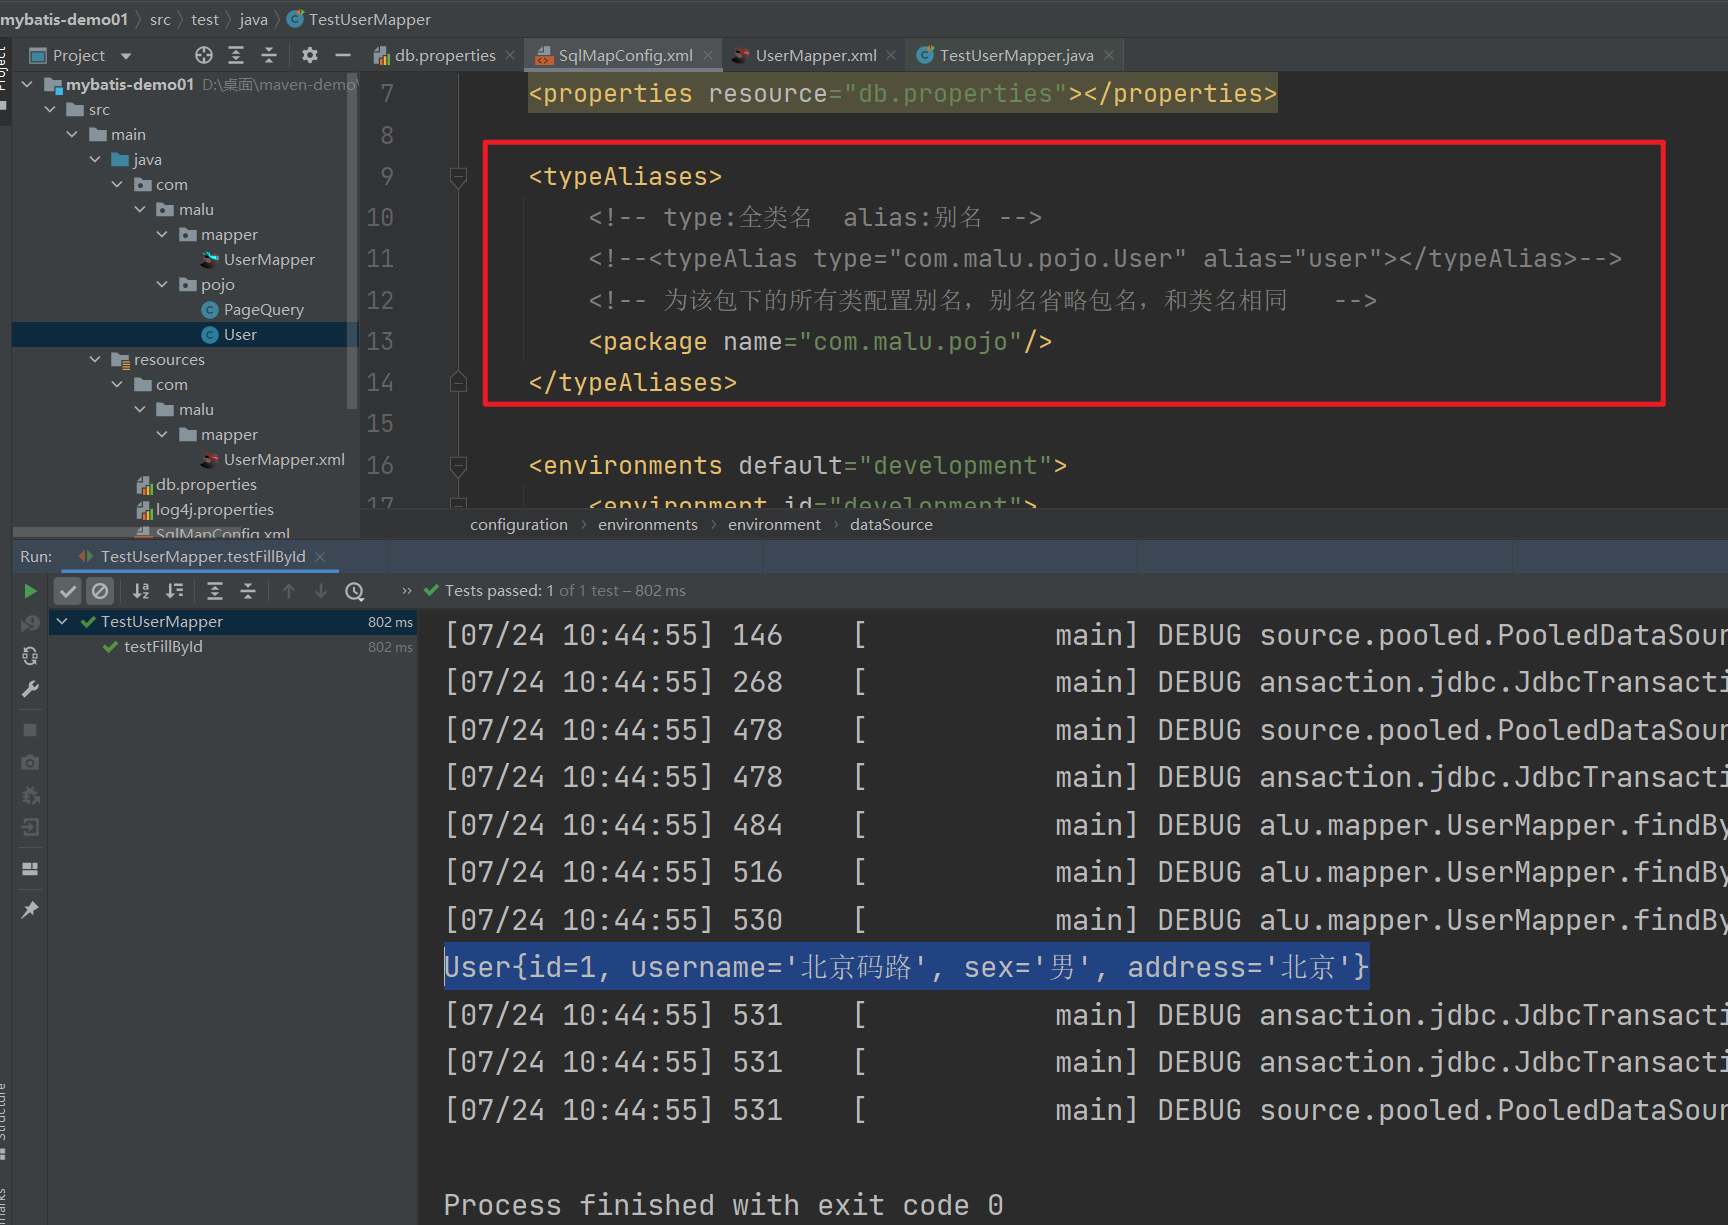 mybatis-demo01 src test java TestUserMapper
Project
db.properties SqlMapConfig.xml UserMapper.xml TestUserMapper.java
mybatis-demo01 D:\桌面\maven-demo\
src
main
java
com
malu
mapper
UserMapper
pojo
PageQuery
User
resources
com
malu
mapper
UserMapper.xml
db.properties
log4j.properties
SqlMapConfig.xml
7 <properties resource="db.properties"></properties>
8
9 <typeAliases>
10 <!-- type:全类名  alias:别名 -->
11 <!--<typeAlias type="com.malu.pojo.User" alias="user"></typeAlias>-->
12 <!-- 为该包下的所有类配置别名，别名省略包名，和类名相同   -->
13 <package name="com.malu.pojo"/>
14 </typeAliases>
15
16 <environments default="development">
17 <environment id="development">
configuration environments environment dataSource
Run: TestUserMapper.testFillById
» Tests passed: 1 of 1 test – 802 ms
TestUserMapper 802 ms
testFillById 802 ms
[07/24 10:44:55] 146 [ main] DEBUG source.pooled.PooledDataSour
[07/24 10:44:55] 268 [ main] DEBUG ansaction.jdbc.JdbcTransacti
[07/24 10:44:55] 478 [ main] DEBUG source.pooled.PooledDataSour
[07/24 10:44:55] 478 [ main] DEBUG ansaction.jdbc.JdbcTransacti
[07/24 10:44:55] 484 [ main] DEBUG alu.mapper.UserMapper.findBy
[07/24 10:44:55] 516 [ main] DEBUG alu.mapper.UserMapper.findBy
[07/24 10:44:55] 530 [ main] DEBUG alu.mapper.UserMapper.findBy
User{id=1, username='北京码路', sex='男', address='北京'}
[07/24 10:44:55] 531 [ main] DEBUG ansaction.jdbc.JdbcTransacti
[07/24 10:44:55] 531 [ main] DEBUG ansaction.jdbc.JdbcTransacti
[07/24 10:44:55] 531 [ main] DEBUG source.pooled.PooledDataSour
Process finished with exit code 0
Project
Structure